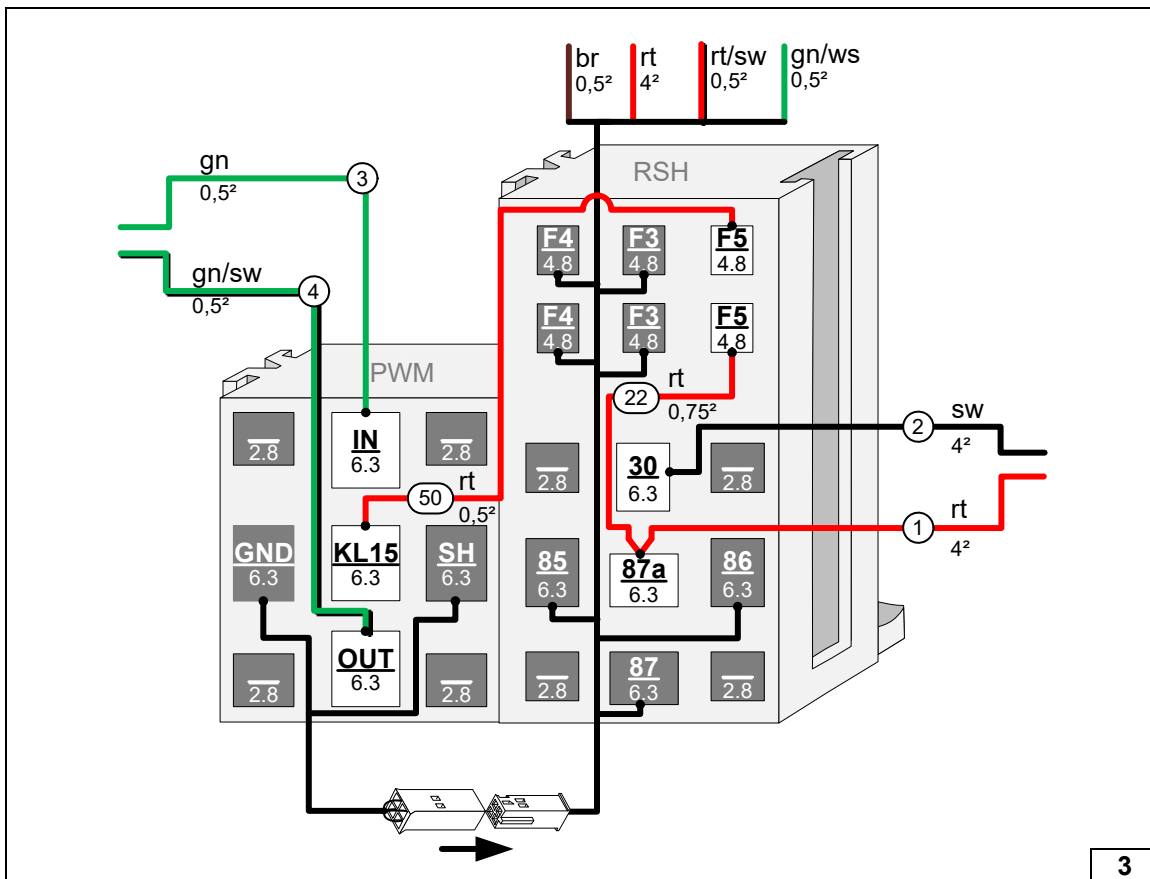 br
0,5²
rt
4²
rt/sw
0,5²
gn/ws
0,5²
RSH
gn
0,5²
3
gn/sw
0,5²
4
F4
4.8
F3
4.8
F5
4.8
F4
4.8
F3
4.8
F5
4.8
PWM
22
rt
0,75²
2
sw
4²
2.8
IN
6.3
2.8
2.8
30
6.3
2.8
50
rt
0,5²
1
rt
4²
GND
6.3
KL15
6.3
SH
6.3
85
6.3
87a
6.3
86
6.3
2.8
OUT
6.3
2.8
2.8
87
6.3
2.8
3